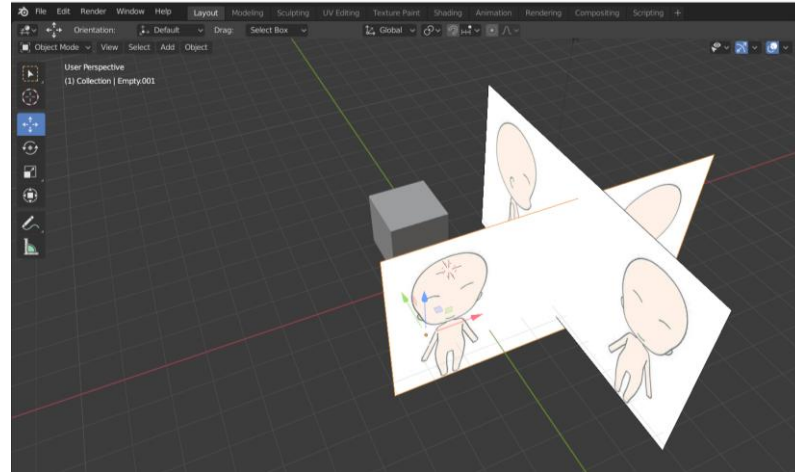 File Edit Render Window Help Layout Modeling Sculpting UV Editing Texture Paint Shading Animation Rendering Compositing Scripting +
Orientation: Default Drag: Select Box Global
Object Mode View Select Add Object
User Perspective
(1) Collection | Empty.001